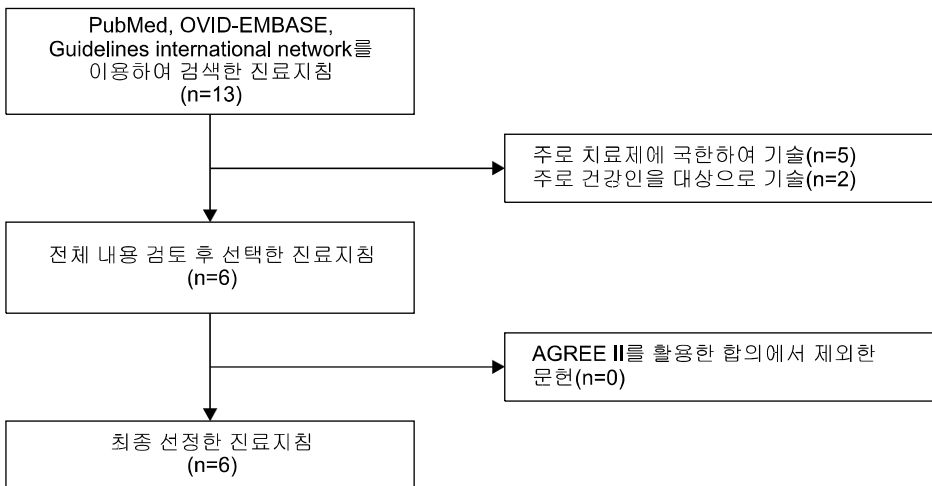 PubMed, OVID-EMBASE,
Guidelines international network를
이용하여 검색한 진료지침
(n=13)
주로 치료제에 국한하여 기술(n=5)
주로 건강인을 대상으로 기술(n=2)
전체 내용 검토 후 선택한 진료지침
(n=6)
AGREE II를 활용한 합의에서 제외한
문헌(n=0)
최종 선정한 진료지침
(n=6)